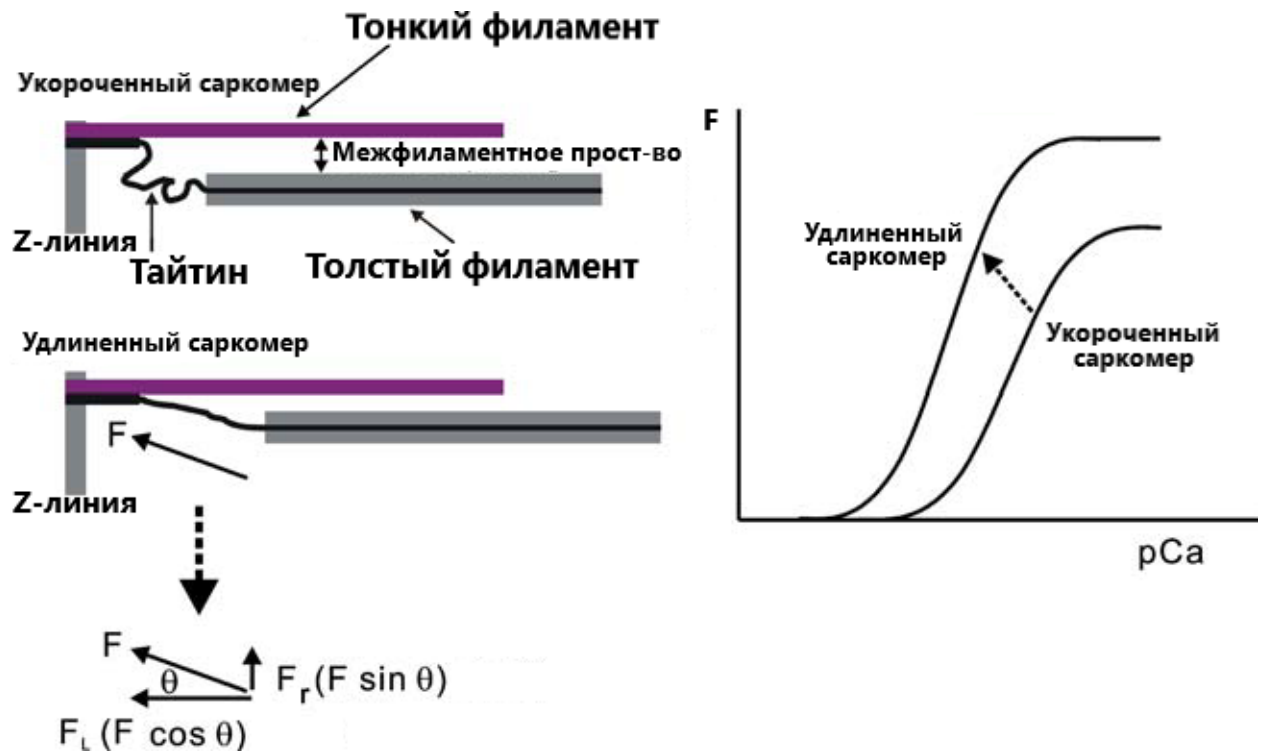 Тонкий филамент
Укороченный саркомер
Межфиламентное прост-во
Z-линия
Тайтин
Толстый филамент
Удлиненный саркомер
F
Z-линия
F
θ
Fr (F sin θ)
FL (F cos θ)
F
Удлиненный
саркомер
Укороченный
саркомер
pCa